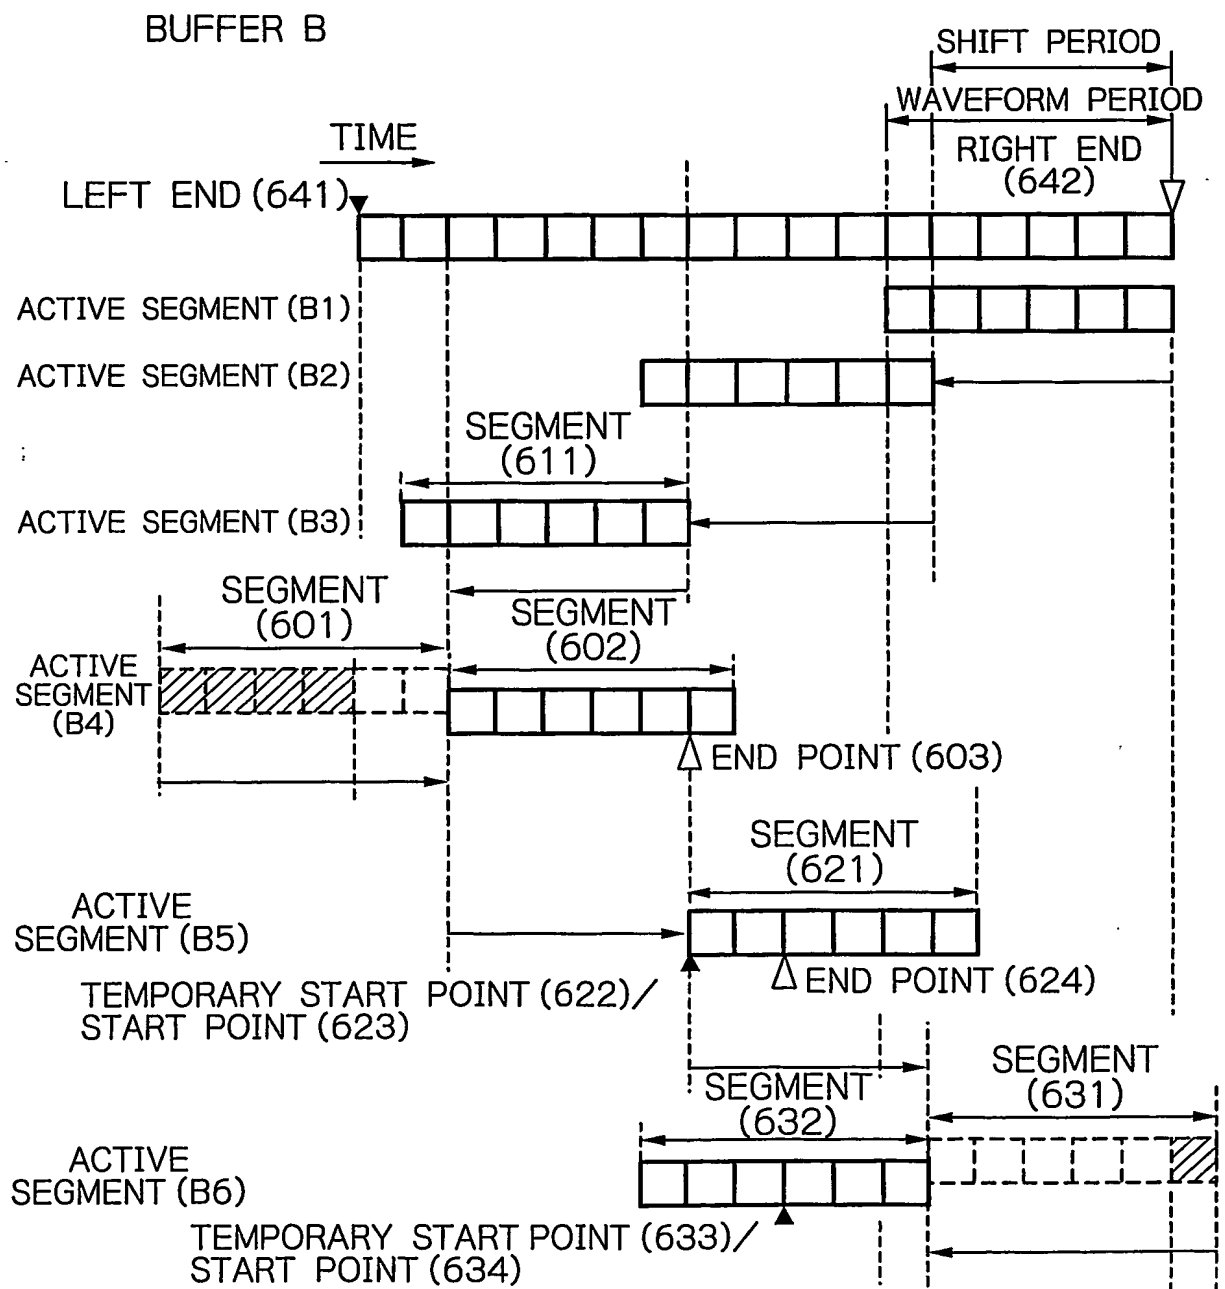 BUFFER B
SHIFT PERIOD
WAVEFORM PERIOD
TIME
RIGHT END
(642)
LEFT END (641)
ACTIVE SEGMENT (B1)
ACTIVE SEGMENT (B2)
SEGMENT
(611)
ACTIVE SEGMENT (B3)
SEGMENT
(601)
SEGMENT
(602)
ACTIVE
SEGMENT
(B4)
END POINT (603)
SEGMENT
(621)
ACTIVE
SEGMENT (B5)
END POINT (624)
TEMPORARY START POINT (622)/
START POINT (623)
SEGMENT
(631)
SEGMENT
(632)
ACTIVE
SEGMENT (B6)
TEMPORARY START POINT (633)/
START POINT (634)